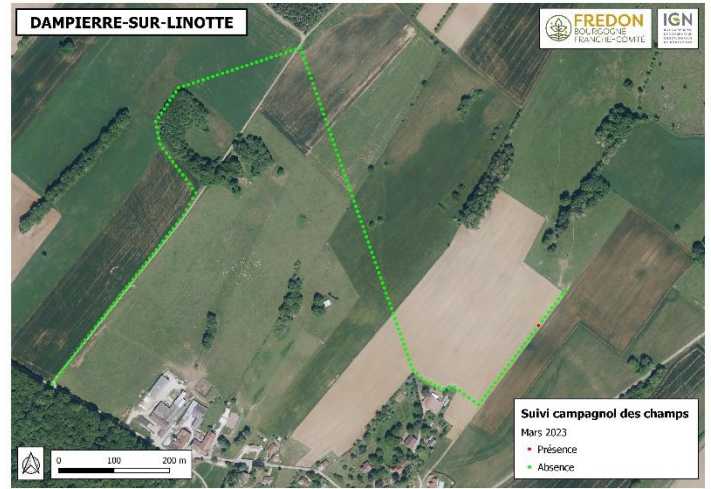 DAMPIERRE-SUR-LINOTTE
FREDON
BOURGOGNE
FRANCHE-COMTÉ
IGN
Suivi campagnol des champs
Mars 2023
Présence
Absence
0 100 200 m